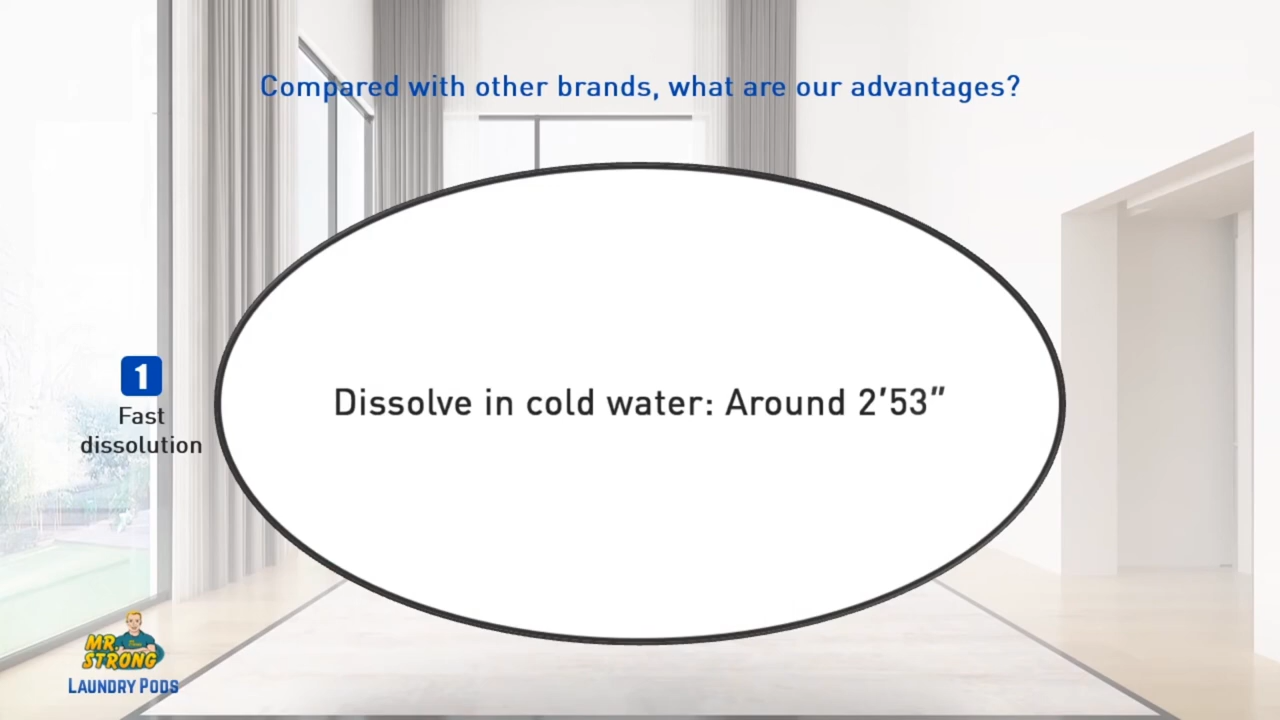 Compared with other brands, what are our advantages?
Dissolve in cold water: Around 2′53″
1
Fast
dissolution
MR.
STRONG
LAUNDRY PODS